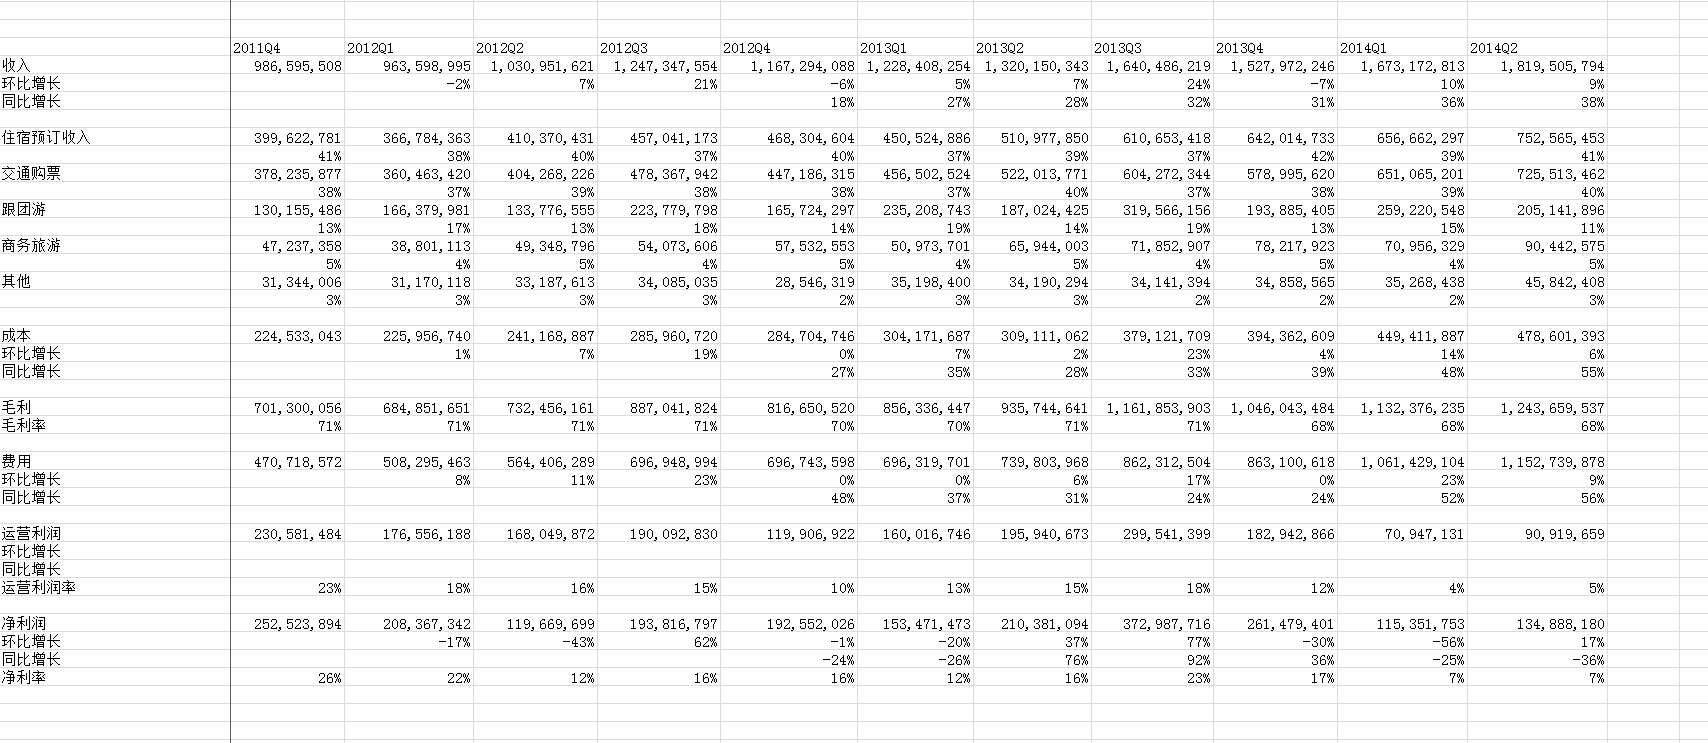 2011Q4 2012Q1 2012Q2 2012Q3 2012Q4 2013Q1 2013Q2 2013Q3 2013Q4 2014Q1 2014Q2
收入 986,595,508 963,598,995 1,030,951,621 1,247,347,554 1,167,294,088 1,228,408,254 1,320,150,343 1,640,486,219 1,527,972,246 1,673,172,813 1,819,505,794
环比增长 -2% 7% 21% -6% 5% 7% 24% -7% 10% 9%
同比增长 18% 27% 28% 32% 31% 36% 38%
住宿预订收入 399,622,781 366,784,363 410,370,431 457,041,173 468,304,604 450,524,886 510,977,850 610,653,418 642,014,733 656,662,297 752,565,453
41% 38% 40% 37% 40% 37% 39% 37% 42% 39% 41%
交通购票 378,235,877 360,463,420 404,268,226 478,367,942 447,186,315 456,502,524 522,013,771 604,272,344 578,995,620 651,065,201 725,513,462
38% 37% 39% 38% 38% 37% 40% 37% 38% 39% 40%
跟团游 130,155,486 166,379,981 133,776,555 223,779,798 165,724,297 235,208,743 187,024,425 319,566,156 193,885,405 259,220,548 205,141,896
13% 17% 13% 18% 14% 19% 14% 19% 13% 15% 11%
商务旅游 47,237,358 38,801,113 49,348,796 54,073,606 57,532,553 50,973,701 65,944,003 71,852,907 78,217,923 70,956,329 90,442,575
5% 4% 5% 4% 5% 4% 5% 4% 5% 4% 5%
其他 31,344,006 31,170,118 33,187,613 34,085,035 28,546,319 35,198,400 34,190,294 34,141,394 34,858,565 35,268,438 45,842,408
3% 3% 3% 3% 2% 3% 3% 2% 2% 2% 3%
成本 224,533,043 225,956,740 241,168,887 285,960,720 284,704,746 304,171,687 309,111,062 379,121,709 394,362,609 449,411,887 478,601,393
环比增长 1% 7% 19% 0% 7% 2% 23% 4% 14% 6%
同比增长 27% 35% 28% 33% 39% 48% 55%
毛利 701,300,056 684,851,651 732,456,161 887,041,824 816,650,520 856,336,447 935,744,641 1,161,853,903 1,046,043,484 1,132,376,235 1,243,659,537
毛利率 71% 71% 71% 71% 70% 70% 71% 71% 68% 68% 68%
费用 470,718,572 508,295,463 564,406,289 696,948,994 696,743,598 696,319,701 739,803,968 862,312,504 863,100,618 1,061,429,104 1,152,739,878
环比增长 8% 11% 23% 0% 0% 6% 17% 0% 23% 9%
同比增长 48% 37% 31% 24% 24% 52% 56%
运营利润 230,581,484 176,556,188 168,049,872 190,092,830 119,906,922 160,016,746 195,940,673 299,541,399 182,942,866 70,947,131 90,919,659
环比增长
同比增长
运营利润率 23% 18% 16% 15% 10% 13% 15% 18% 12% 4% 5%
净利润 252,523,894 208,367,342 119,669,699 193,816,797 192,552,026 153,471,473 210,381,094 372,987,716 261,479,401 115,351,753 134,888,180
环比增长 -17% -43% 62% -1% -20% 37% 77% -30% -56% 17%
同比增长 -24% -26% 76% 92% 36% -25% -36%
净利率 26% 22% 12% 16% 16% 12% 16% 23% 17% 7% 7%